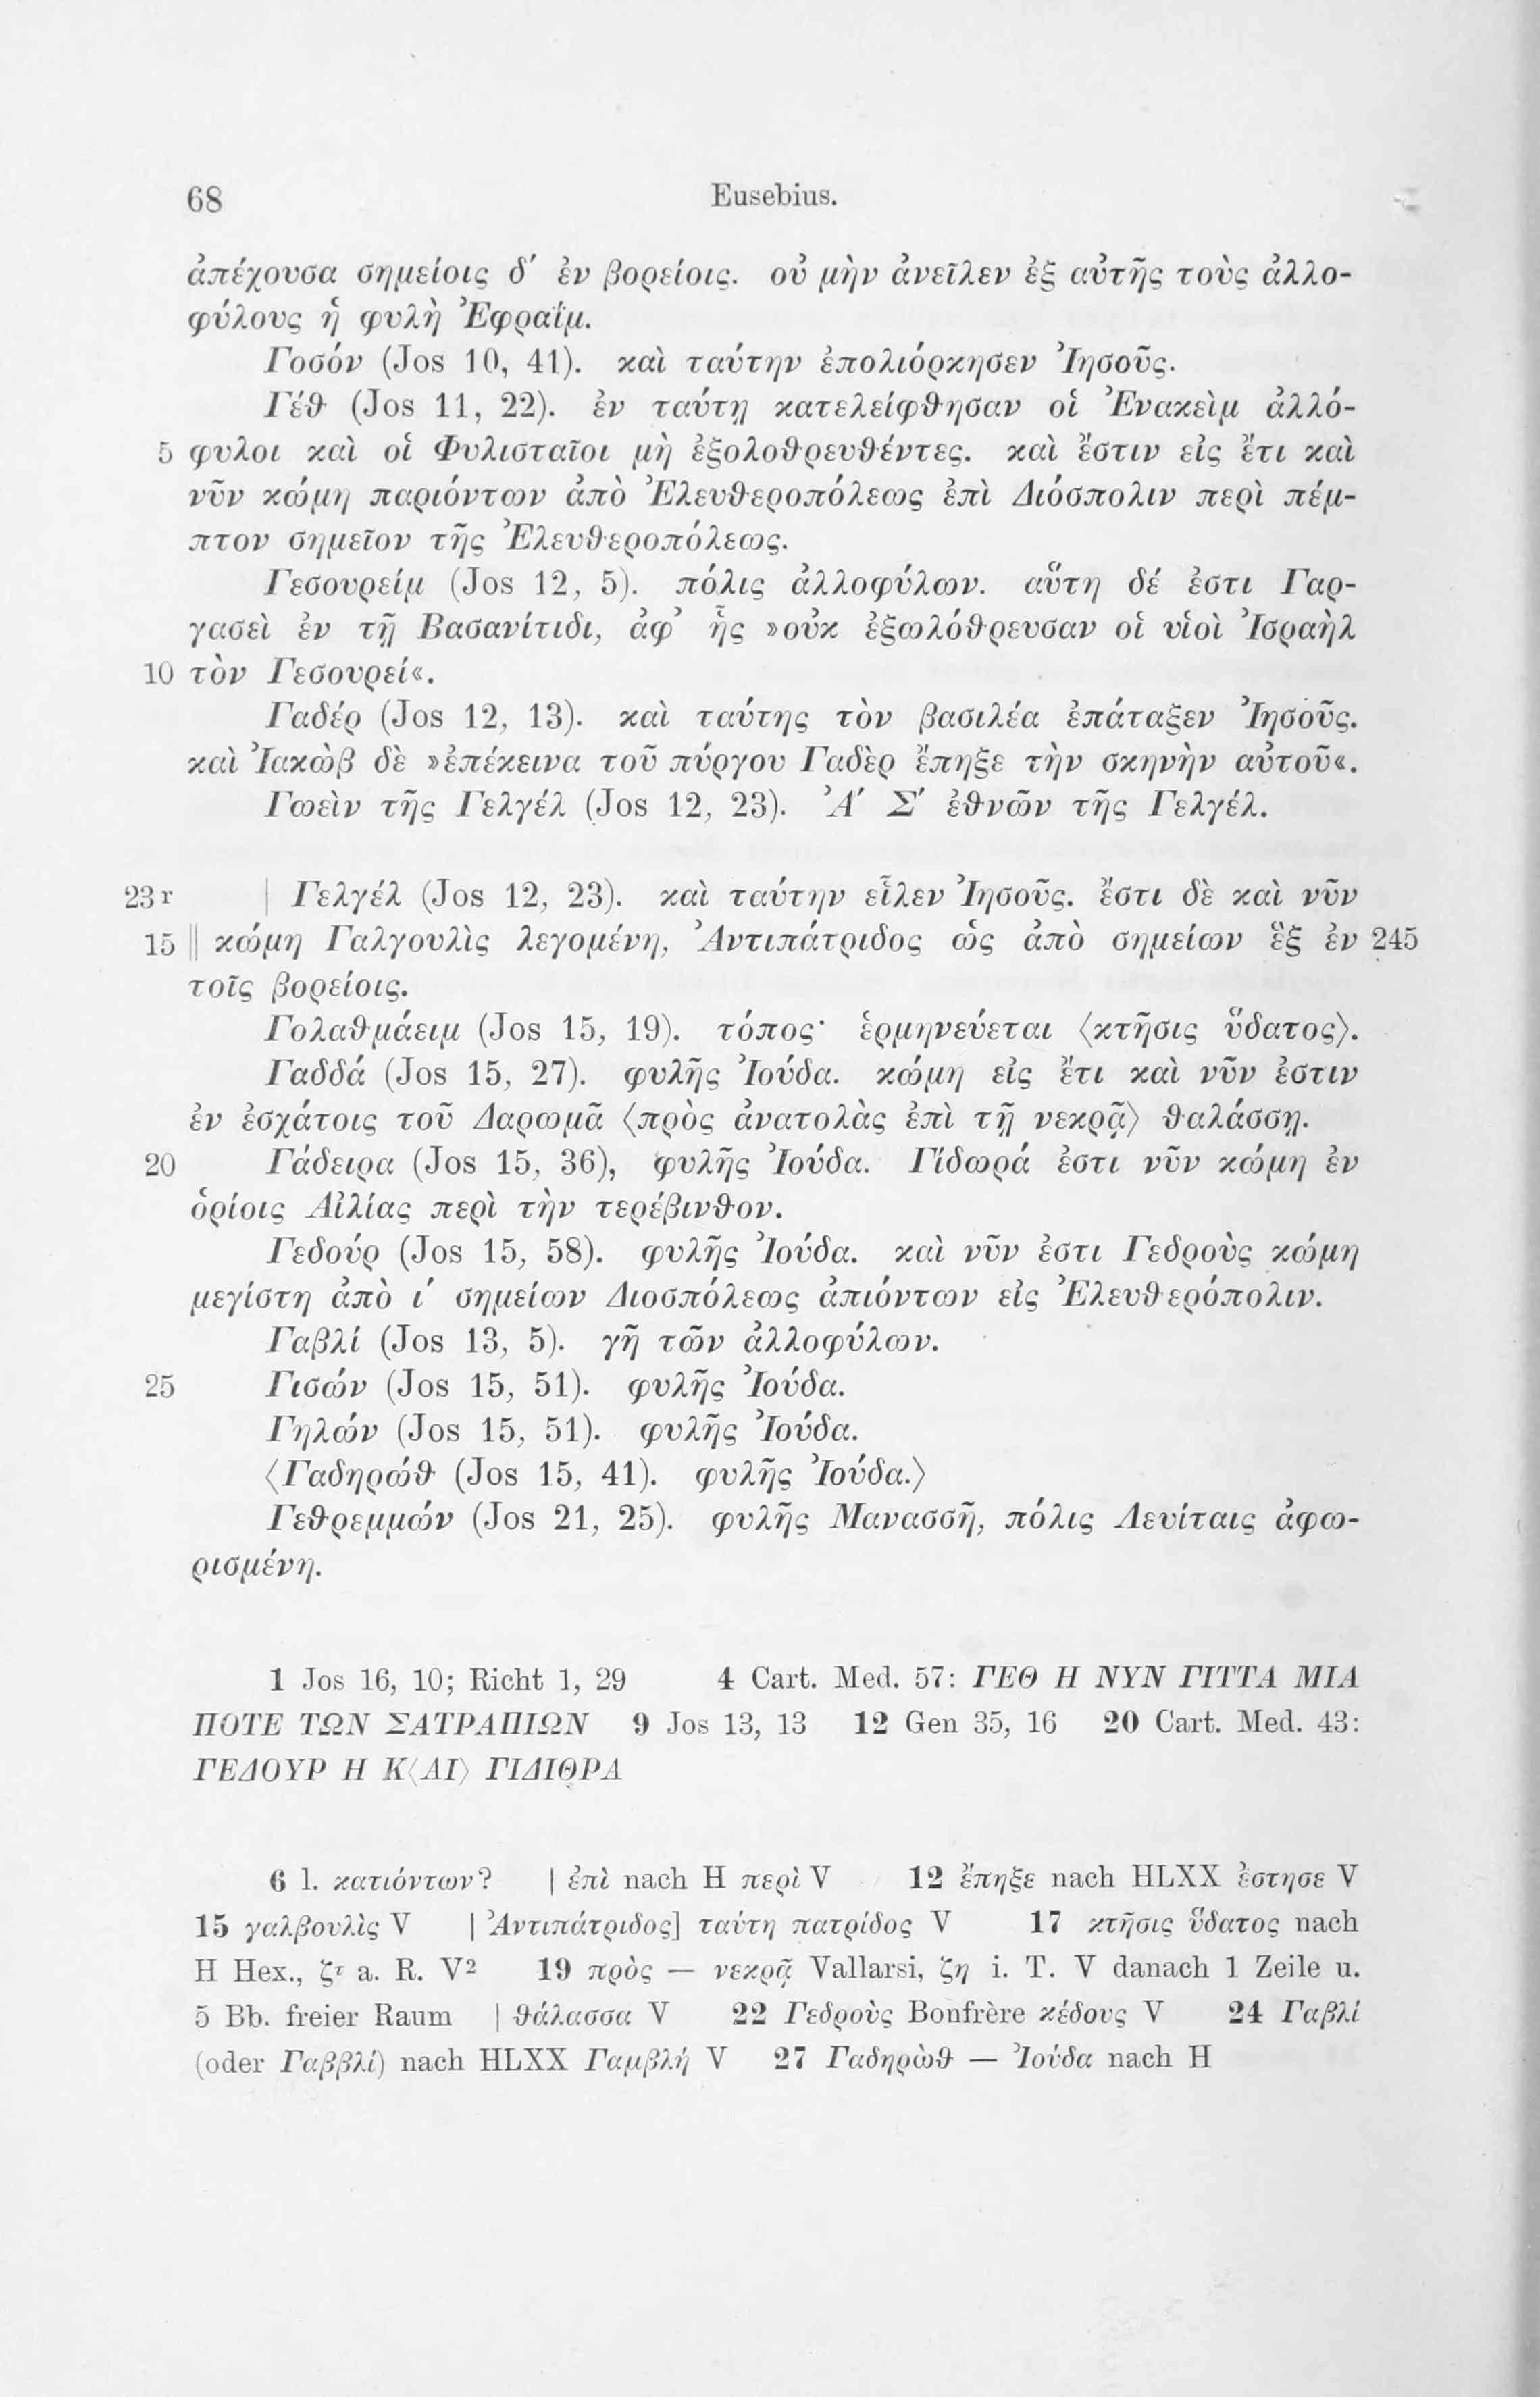 68 Eusebius.
ἀπέχουσα σημείοις δ′ ἐν βορείοις. οὐ μὴν ἀνεῖλεν ἐξ αὐτῆς τοὺς ἀλλο-
φύλους ἡ φυλὴ Ἐφραΐμ.
Γοσόν (Jos 10, 41). καὶ ταύτην ἐπολιόρκησεν Ἰησοῦς.
Γέθ (Jos 11, 22). ἐν ταύτῃ κατελείφθησαν οἱ Ἐνακεὶμ ἀλλό-
5 φυλοι καὶ οἱ Φυλισταῖοι μὴ ἐξολοθρευθέντες. καὶ ἔστιν εἰς ἔτι καὶ
νῦν κώμη παριόντων ἀπὸ Ἐλευθεροπόλεως ἐπὶ Διόσπολιν περὶ πέμ-
πτον σημεῖον τῆς Ἐλευθεροπόλεως.
Γεσουρείμ (Jos 12, 5). πόλις ἀλλοφύλων. αὕτη δέ ἐστι Γαρ-
γασεὶ ἐν τῇ Βασανίτιδι, ἀφ’ ἧς »οὐκ ἐξωλόθρευσαν οἱ υἱοὶ Ἰσραὴλ
10 τὸν Γεσουρεί«.
Γαδέρ (Jos 12, 13). καὶ ταύτης τὸν βασιλέα ἐπάταξεν Ἰησοῦς.
καὶ Ἰακὼβ δὲ »ἐπέκεινα τοῦ πύργου Γαδὲρ ἔπηξε τὴν σκηνὴν αὐτοῦ«.
Γωεὶν τῆς Γελγέλ (Jos 12, 23). Ἀ′ Σ′ ἐθνῶν τῆς Γελγέλ.
23 r | Γελγέλ (Jos 12, 23). καὶ ταύτην εἷλεν Ἰησοῦς. ἔστι δὲ καὶ νῦν
15 || κώμη Γαλγουλὶς λεγομένη, Ἀντιπάτριδος ὡς ἀπὸ σημείων ἓξ ἐν 245
τοῖς βορείοις.
Γολαθμάειμ (Jos 15, 19). τόπος· ἑρμηνεύεται ⟨κτῆσις ὕδατος⟩.
Γαδδά (Jos 15, 27). φυλῆς Ἰούδα. κώμη εἰς ἔτι καὶ νῦν ἐστιν
ἐν ἐσχάτοις τοῦ Δαρωμᾶ ⟨πρὸς ἀνατολὰς ἐπὶ τῇ νεκρᾷ⟩ θαλάσσῃ.
20 Γάδειρα (Jos 15, 36), φυλῆς Ἰούδα. Γίδωρά ἐστι νῦν κώμη ἐν
ὁρίοις Αἰλίας περὶ τὴν τερέβινθον.
Γεδούρ (Jos 15, 58). φυλῆς Ἰούδα. καὶ νῦν ἐστι Γεδροὺς κώμη
μεγίστη ἀπὸ ι′ σημείων Διοσπόλεως ἀπιόντων εἰς Ἐλευθερόπολιν.
Γαβλί (Jos 13, 5). γῆ τῶν ἀλλοφύλων.
25 Γισών (Jos 15, 51). φυλῆς Ἰούδα.
Γηλών (Jos 15, 51). φυλῆς Ἰούδα.
⟨Γαδηρώθ (Jos 15, 41). φυλῆς Ἰούδα.⟩
Γεθρεμμών (Jos 21, 25). φυλῆς Μανασσῆ, πόλις Λευίταις ἀφω-
ρισμένη.
1 Jos 16, 10; Richt 1, 29 4 Cart. Med. 57: ΓΕΘ Η ΝΥΝ ΓΙΤΤΑ ΜΙΑ
ΠΟΤΕ ΤΩΝ ΣΑΤΡΑΠΙΩΝ 9 Jos 13, 13 12 Gen 35, 16 20 Cart. Med. 43:
ΓΕΔΟΥΡ Η Κ⟨ΑΙ⟩ ΓΙΔΙΘΡΑ
6 l. κατιόντων? | ἐπὶ nach H περὶ V 12 ἔπηξε nach HLXX ἔστησε V
15 γαλβουλὶς V | Ἀντιπάτριδος] ταύτη πατρίδος V 17 κτῆσις ὕδατος nach
H Hex., ζτ a. R. V2 19 πρὸς — νεκρᾷ Vallarsi, ζη i. T. V danach 1 Zeile u.
5 Bb. freier Raum | θάλασσα V 22 Γεδροὺς Bonfrère κέδους V 24 Γαβλί
(oder Γαββλί) nach HLXX Γαμβλή V 27 Γαδηρὼθ — Ἰούδα nach H